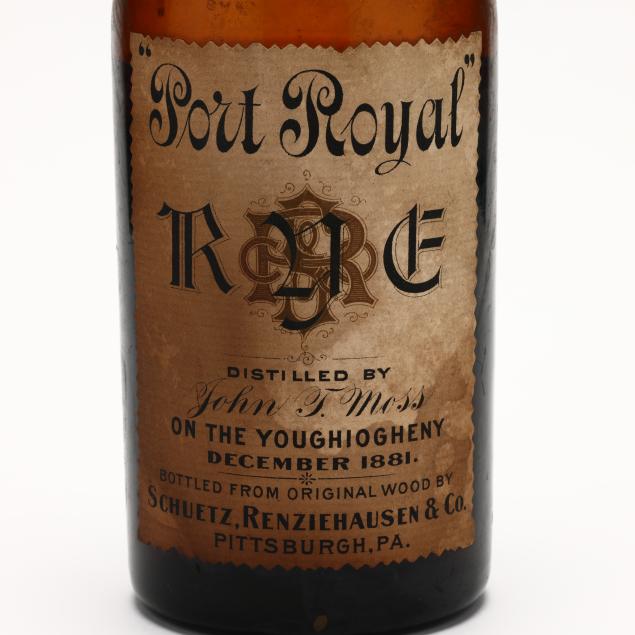 "Port Royal"
RYE
DISTILLED BY
John T. Moss
ON THE YOUGHIOGHENY
DECEMBER 1881.
BOTTLED FROM ORIGINAL WOOD BY
SCHUETZ, RENZIEHAUSEN & CO.
PITTSBURGH, PA.